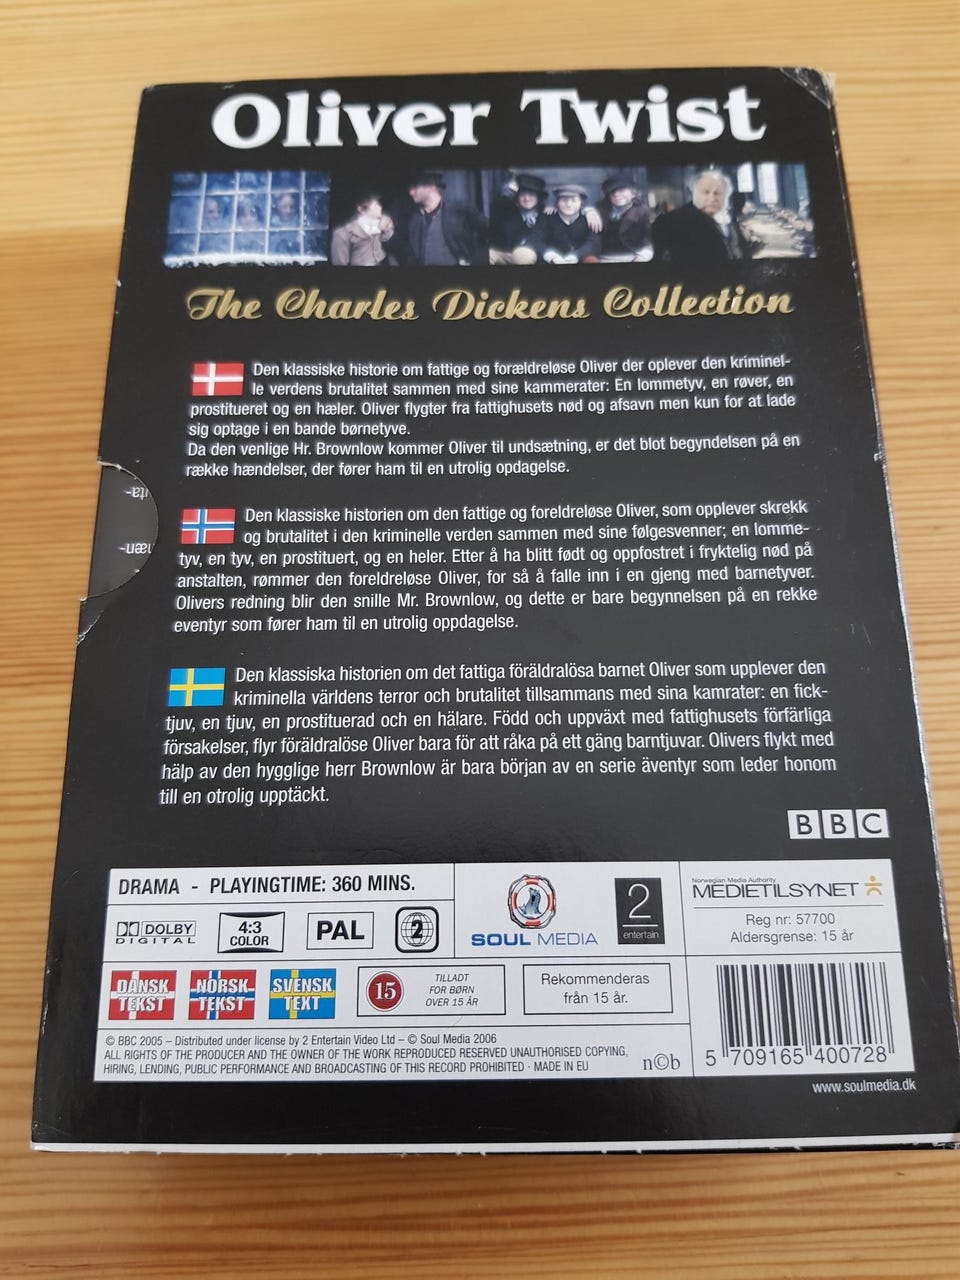 Oliver Twist
The Charles Dickens Collection
Den klassiske historie om fattige og forældreløse Oliver der oplever den kriminel-
le verdens brutalitet sammen med sine kammerater: En lommetyv, en røver, en
prostitueret og en hæler. Oliver flygter fra fattighusets nød og afsavn men kun for at lade
sig optage i en bande børnetyve.
Da den venlige Hr. Brownlow kommer Oliver til undsætning, er det blot begyndelsen på en
række hændelser, der fører ham til en utrolig opdagelse.
Den klassiske historien om den fattige og foreldreløse Oliver, som opplever skrekk
og brutalitet i den kriminelle verden sammen med sine følgesvenner; en lomme-
tyv, en tyv, en prostituert, og en heler. Etter å ha blitt født og oppfostret i fryktelig nød på
anstalten, rømmer den foreldreløse Oliver, for så å falle inn i en gjeng med barnetyver.
Olivers redning blir den snille Mr. Brownlow, og dette er bare begynnelsen på en rekke
eventyr som fører ham til en utrolig oppdagelse.
Den klassiska historien om det fattiga föräldralösa barnet Oliver som upplever den
kriminella världens terror och brutalitet tillsammans med sina kamrater: en fick-
tjuv, en tjuv, en prostituerad och en hälare. Född och uppväxt med fattighusets förfärliga
försakelser, flyr föräldralöse Oliver bara för att råka på ett gäng barntjuvar. Olivers flykt med
hälp av den hygglige herr Brownlow är bara början av en serie äventyr som leder honom
till en otrolig upptäckt.
BBC
DRAMA - PLAYINGTIME: 360 MINS.
DOLBY
DIGITAL
4:3
COLOR
PAL
2
SOUL MEDIA
2
entertain
Norwegian Media Authority
MEDIETILSYNET
Reg nr: 57700
Aldersgrense: 15 år
DANSK
TEKST
NORSK
TEKST
SVENSK
TEXT
15
TILLADT
FOR BØRN
OVER 15 ÅR
Rekommenderas
från 15 år.
© BBC 2005 – Distributed under license by 2 Entertain Video Ltd – © Soul Media 2006
ALL RIGHTS OF THE PRODUCER AND THE OWNER OF THE WORK REPRODUCED RESERVED UNAUTHORISED COPYING,
HIRING, LENDING, PUBLIC PERFORMANCE AND BROADCASTING OF THIS RECORD PROHIBITED · MADE IN EU
n©b
5 709165 400728
www.soulmedia.dk